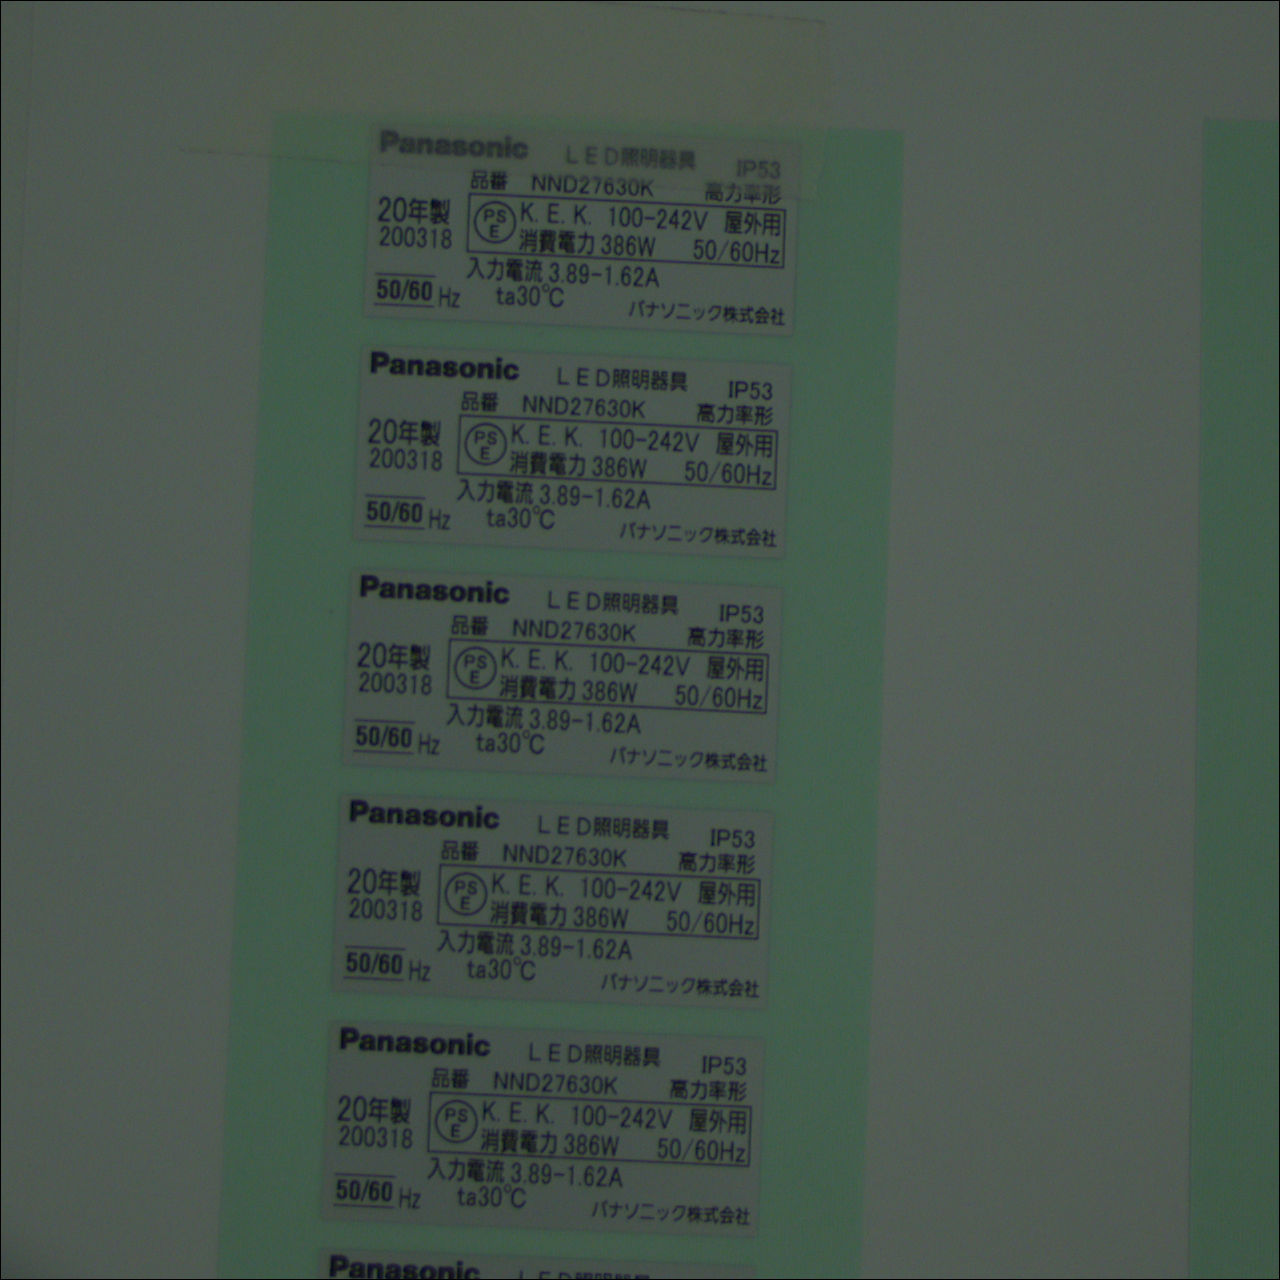 Panasonic LED照明器具 IP53
品番 NND27630K 高力率形
20年製 PS E K. E. K. 100-242V 屋外用
200318 消費電力 386W 50/60Hz
入力電流 3.89-1.62A
50/60 Hz ta30℃ パナソニック株式会社
Panasonic LED照明器具 IP53
品番 NND27630K 高力率形
20年製 PS E K. E. K. 100-242V 屋外用
200318 消費電力 386W 50/60Hz
入力電流 3.89-1.62A
50/60 Hz ta30℃ パナソニック株式会社
Panasonic LED照明器具 IP53
品番 NND27630K 高力率形
20年製 PS E K. E. K. 100-242V 屋外用
200318 消費電力 386W 50/60Hz
入力電流 3.89-1.62A
50/60 Hz ta30℃ パナソニック株式会社
Panasonic LED照明器具 IP53
品番 NND27630K 高力率形
20年製 PS E K. E. K. 100-242V 屋外用
200318 消費電力 386W 50/60Hz
入力電流 3.89-1.62A
50/60 Hz ta30℃ パナソニック株式会社
Panasonic LED照明器具 IP53
品番 NND27630K 高力率形
20年製 PS E K. E. K. 100-242V 屋外用
200318 消費電力 386W 50/60Hz
入力電流 3.89-1.62A
50/60 Hz ta30℃ パナソニック株式会社
Panasonic